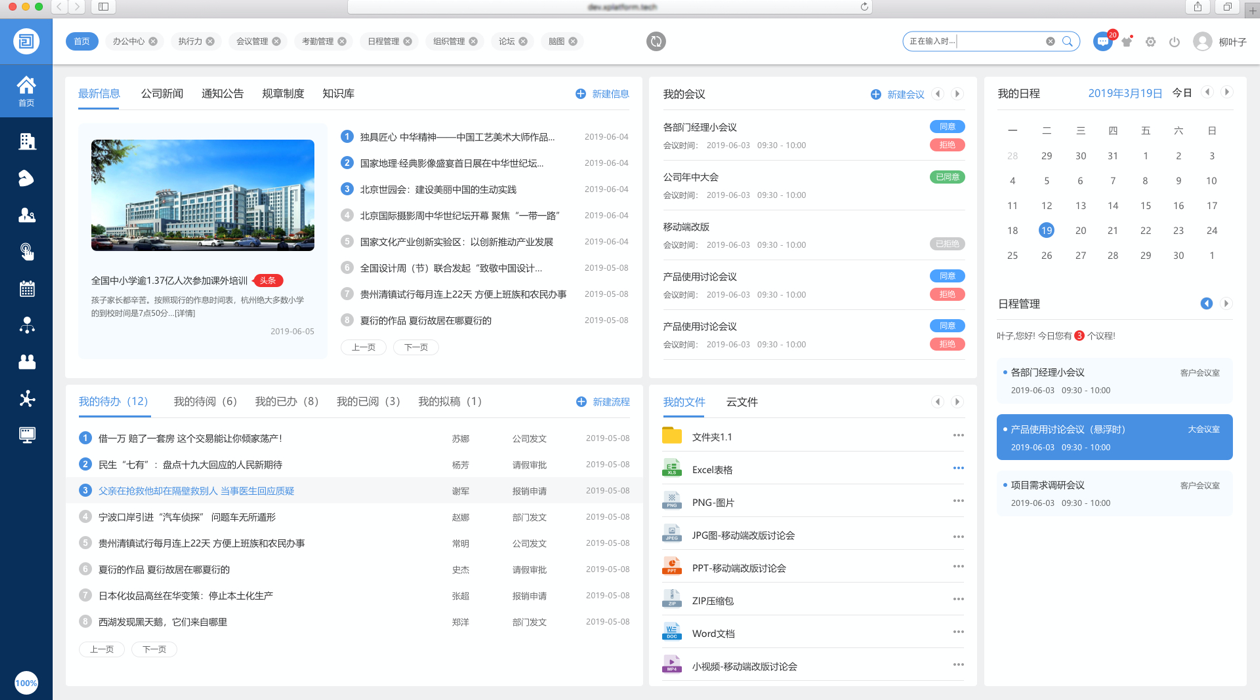 dev.xplatform.tech
首页
办公中心
执行力
会议管理
考勤管理
日程管理
组织管理
论坛
脑图
正在输入时...
20
柳叶子
首页
100%
最新信息
公司新闻
通知公告
规章制度
知识库
新建信息
全国中小学逾1.37亿人次参加课外培训
头条
孩子家长都辛苦。按照现行的作息时间表，杭州绝大多数小学
的到校时间是7点50分...[详情]
2019-06-05
1 独具匠心 中华精神——中国工艺美术大师作品... 2019-06-04
2 国家地理·经典影像盛宴首日展在中华世纪坛... 2019-06-04
3 北京世园会：建设美丽中国的生动实践 2019-06-04
4 北京国际摄影周中华世纪坛开幕 聚焦“一带一路” 2019-06-04
5 国家文化产业创新实验区：以创新推动产业发展 2019-06-04
6 全国设计周（节）联合发起“致敬中国设计... 2019-05-08
7 贵州清镇试行每月连上22天 方便上班族和农民办事 2019-05-08
8 夏衍的作品 夏衍故居在哪夏衍的 2019-05-08
上一页
下一页
我的会议
新建会议
各部门经理小会议
同意
会议时间： 2019-06-03 09:30 - 10:00
拒绝
公司年中大会
已同意
会议时间： 2019-06-03 09:30 - 10:00
移动端改版
会议时间： 2019-06-03 09:30 - 10:00
已拒绝
产品使用讨论会议
同意
会议时间： 2019-06-03 09:30 - 10:00
拒绝
产品使用讨论会议
同意
会议时间： 2019-06-03 09:30 - 10:00
拒绝
我的日程
2019年3月19日
今日
一 二 三 四 五 六 日
28 29 30 31 1 2 3
4 5 6 7 8 9 10
11 12 13 14 15 16 17
18 19 20 21 22 23 24
25 26 27 28 29 30 1
日程管理
叶子,您好! 今日您有 3 个议程!
各部门经理小会议
客户会议室
2019-06-03 09:30 - 10:00
产品使用讨论会议（悬浮时）
大会议室
2019-06-03 09:30 - 10:00
项目需求调研会议
客户会议室
2019-06-03 09:30 - 10:00
我的待办（12）
我的待阅（6）
我的已办（8）
我的已阅（3）
我的拟稿（1）
新建流程
1 借一万 赔了一套房 这个交易能让你倾家荡产! 苏娜 公司发文 2019-05-08
2 民生“七有”：盘点十九大回应的人民新期待 杨芳 请假审批 2019-05-08
3 父亲在抢救他却在隔壁救别人 当事医生回应质疑 谢军 报销申请 2019-05-08
4 宁波口岸引进“汽车侦探” 问题车无所遁形 赵娜 部门发文 2019-05-08
5 贵州清镇试行每月连上22天 方便上班族和农民办事 常明 公司发文 2019-05-08
6 夏衍的作品 夏衍故居在哪夏衍的 史杰 请假审批 2019-05-08
7 日本化妆品高丝在华变策：停止本土化生产 张超 报销申请 2019-05-08
8 西湖发现黑天鹅，它们来自哪里 郑洋 部门发文 2019-05-08
上一页
下一页
我的文件
云文件
文件夹1.1
XLS
Excel表格
PNG
PNG-图片
JPEG
JPG图-移动端改版讨论会
PPT
PPT-移动端改版讨论会
ZIP
ZIP压缩包
DOC
Word文档
MP4
小视频-移动端改版讨论会